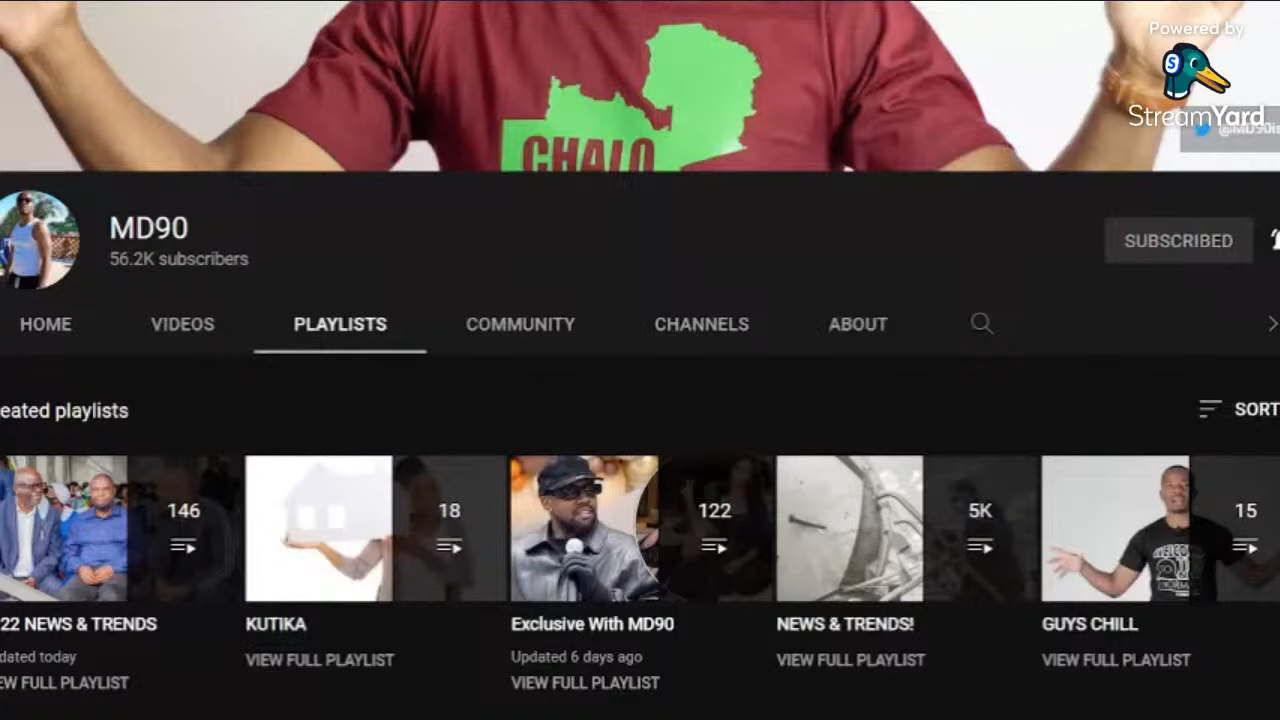 Powered by
StreamYard
CHALO
MD90
56.2K subscribers
SUBSCRIBED
HOME
VIDEOS
PLAYLISTS
COMMUNITY
CHANNELS
ABOUT
eated playlists
SORT
146
18
122
5K
15
22 NEWS & TRENDS
KUTIKA
Exclusive With MD90
NEWS & TRENDS!
GUYS CHILL
dated today
VIEW FULL PLAYLIST
Updated 6 days ago
VIEW FULL PLAYLIST
VIEW FULL PLAYLIST
EW FULL PLAYLIST
VIEW FULL PLAYLIST